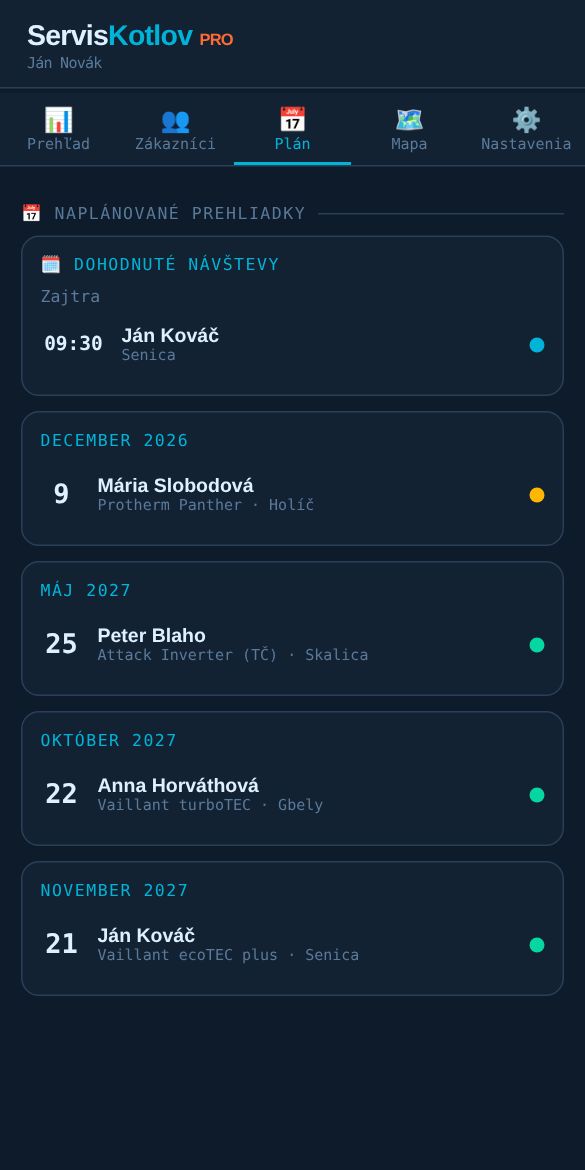 ServisKotlov PRO
Ján Novák
Prehľad
Zákazníci
Plán
Mapa
Nastavenia
NAPLÁNOVANÉ PREHLIADKY
DOHODNUTÉ NÁVŠTEVY
Zajtra
09:30 Ján Kováč
Senica
DECEMBER 2026
9 Mária Slobodová
Protherm Panther · Holíč
MÁJ 2027
25 Peter Blaho
Attack Inverter (TČ) · Skalica
OKTÓBER 2027
22 Anna Horváthová
Vaillant turboTEC · Gbely
NOVEMBER 2027
21 Ján Kováč
Vaillant ecoTEC plus · Senica